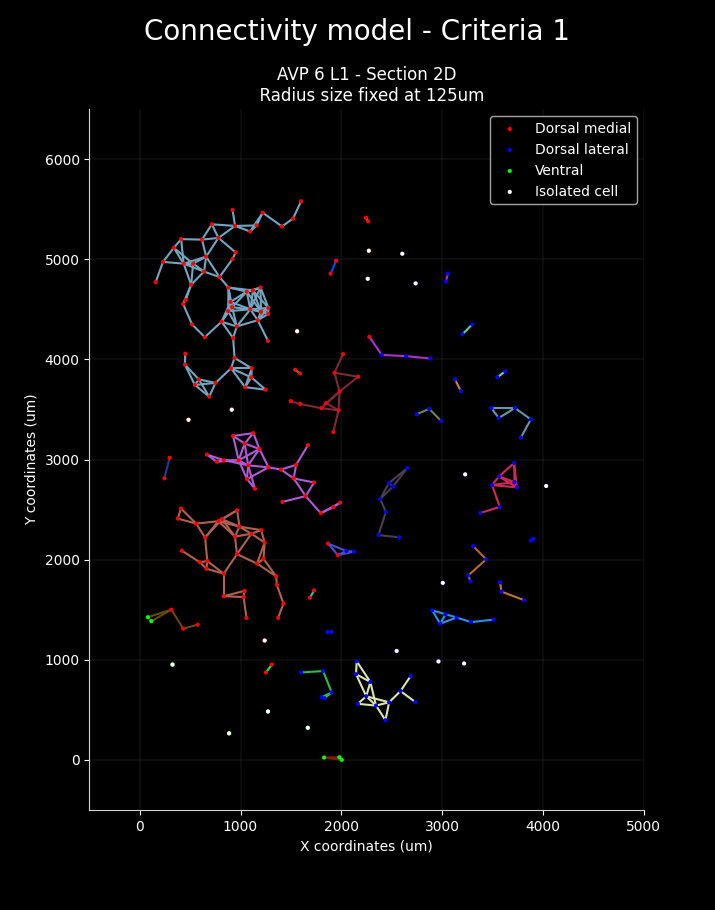 Connectivity model - Criteria 1
AVP 6 L1 - Section 2D
Radius size fixed at 125um
Dorsal medial
Dorsal lateral
Ventral
Isolated cell
6000
5000
4000
3000
2000
1000
0
Y coordinates (um)
0 1000 2000 3000 4000 5000
X coordinates (um)